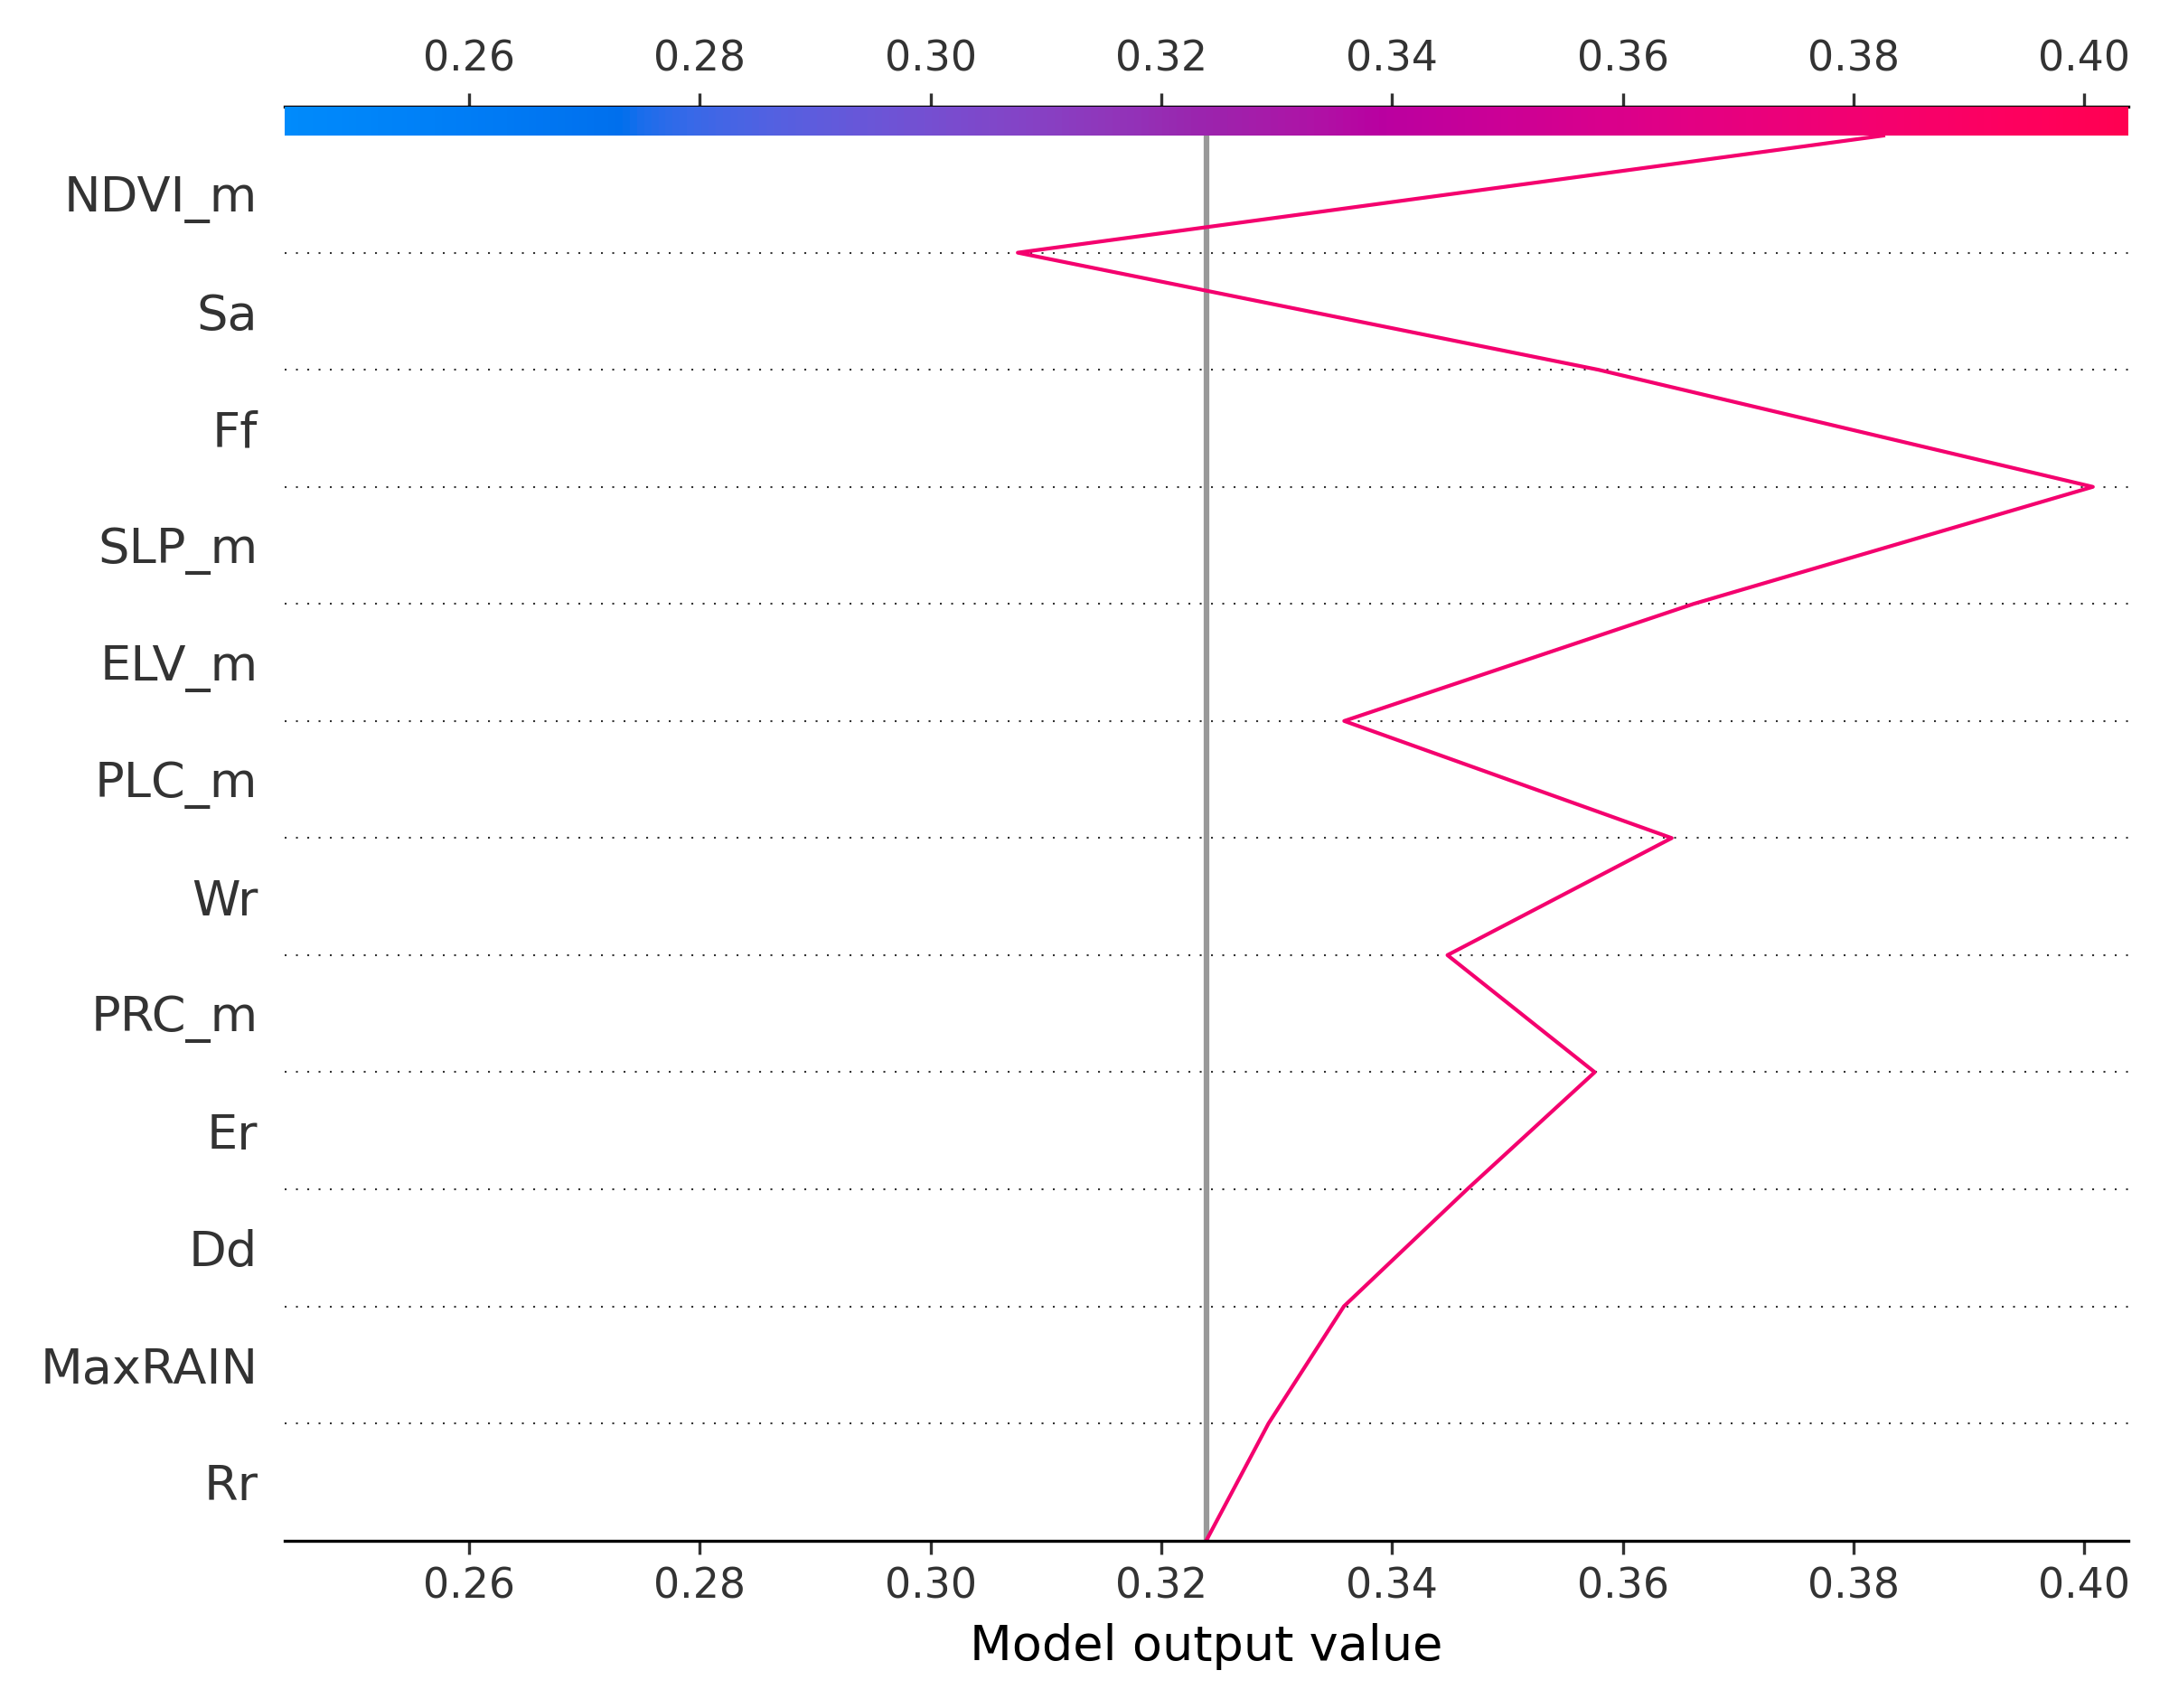 0.26 0.28 0.30 0.32 0.34 0.36 0.38 0.40
NDVI_m
Sa
Ff
SLP_m
ELV_m
PLC_m
Wr
PRC_m
Er
Dd
MaxRAIN
Rr
0.26 0.28 0.30 0.32 0.34 0.36 0.38 0.40
Model output value